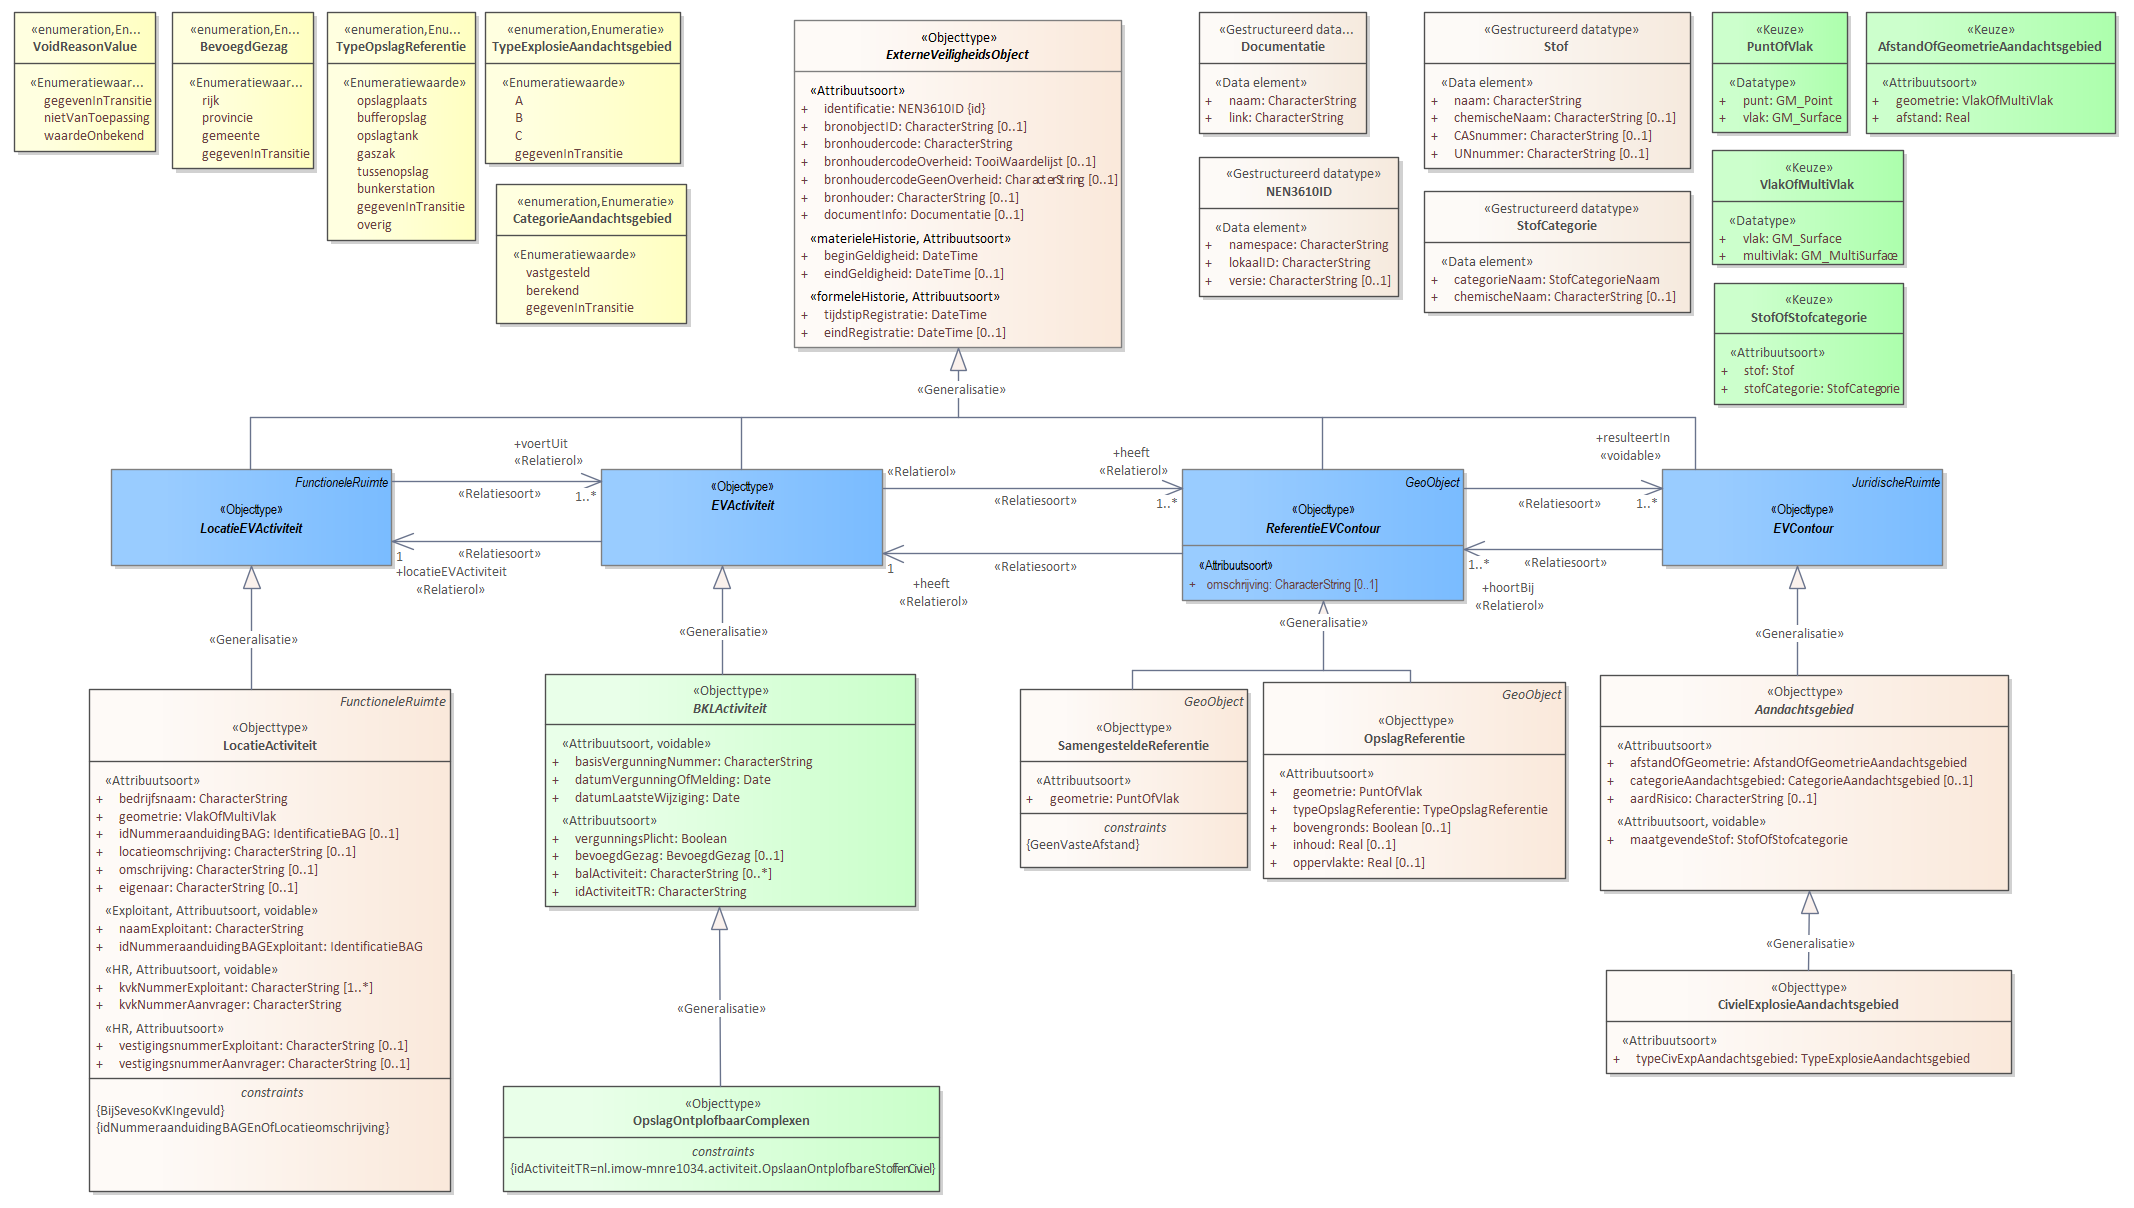 «enumeration,En...
VoidReasonValue
«Enumeratiewaar...
gegevenInTransitie
nietVanToepassing
waardeOnbekend
«enumeration,En...
BevoegdGezag
«Enumeratiewaar...
rijk
provincie
gemeente
gegevenInTransitie
«enumeration,Enu...
TypeOpslagReferentie
«Enumeratiewaarde»
opslagplaats
bufferopslag
opslagtank
gaszak
tussenopslag
bunkerstation
gegevenInTransitie
overig
«enumeration,Enumeratie»
TypeExplosieAandachtsgebied
«Enumeratiewaarde»
A
B
C
gegevenInTransitie
«enumeration,Enumeratie»
CategorieAandachtsgebied
«Enumeratiewaarde»
vastgesteld
berekend
gegevenInTransitie
«Objecttype»
ExterneVeiligheidsObject
«Attribuutsoort»
+ identificatie: NEN3610ID {id}
+ bronobjectID: CharacterString [0..1]
+ bronhoudercode: CharacterString
+ bronhoudercodeOverheid: TooiWaardelijst [0..1]
+ bronhoudercodeGeenOverheid: CharacterString [0..1]
+ bronhouder: CharacterString [0..1]
+ documentInfo: Documentatie [0..1]
«materieleHistorie, Attribuutsoort»
+ beginGeldigheid: DateTime
+ eindGeldigheid: DateTime [0..1]
«formeleHistorie, Attribuutsoort»
+ tijdstipRegistratie: DateTime
+ eindRegistratie: DateTime [0..1]
«Gestructureerd data...
Documentatie
«Data element»
+ naam: CharacterString
+ link: CharacterString
«Gestructureerd datatype»
NEN3610ID
«Data element»
+ namespace: CharacterString
+ lokaalID: CharacterString
+ versie: CharacterString [0..1]
«Gestructureerd datatype»
Stof
«Data element»
+ naam: CharacterString
+ chemischeNaam: CharacterString [0..1]
+ CASnummer: CharacterString [0..1]
+ UNnummer: CharacterString [0..1]
«Gestructureerd datatype»
StofCategorie
«Data element»
+ categorieNaam: StofCategorieNaam
+ chemischeNaam: CharacterString [0..1]
«Keuze»
PuntOfVlak
«Datatype»
+ punt: GM_Point
+ vlak: GM_Surface
«Keuze»
AfstandOfGeometrieAandachtsgebied
«Attribuutsoort»
+ geometrie: VlakOfMultiVlak
+ afstand: Real
«Keuze»
VlakOfMultiVlak
«Datatype»
+ vlak: GM_Surface
+ multivlak: GM_MultiSurface
«Keuze»
StofOfStofcategorie
«Attribuutsoort»
+ stof: Stof
+ stofCategorie: StofCategorie
«Generalisatie»
+voertUit
«Relatierol»
«Relatiesoort»
1..*
«Relatierol»
+heeft
«Relatierol»
«Relatiesoort»
1..*
+resulteertIn
«voidable»
«Relatiesoort»
1..*
FunctioneleRuimte
«Objecttype»
LocatieEVActiviteit
«Objecttype»
EVActiviteit
GeoObject
«Objecttype»
ReferentieEVContour
«Attribuutsoort»
+ omschrijving: CharacterString [0..1]
JuridischeRuimte
«Objecttype»
EVContour
1
«Relatiesoort»
+locatieEVActiviteit
«Relatierol»
1
«Relatiesoort»
+heeft
«Relatierol»
1..*
«Relatiesoort»
+hoortBij
«Relatierol»
«Generalisatie»
«Generalisatie»
«Generalisatie»
«Generalisatie»
FunctioneleRuimte
«Objecttype»
LocatieActiviteit
«Attribuutsoort»
+ bedrijfsnaam: CharacterString
+ geometrie: VlakOfMultiVlak
+ idNummeraanduidingBAG: IdentificatieBAG [0..1]
+ locatieomschrijving: CharacterString [0..1]
+ omschrijving: CharacterString [0..1]
+ eigenaar: CharacterString [0..1]
«Exploitant, Attribuutsoort, voidable»
+ naamExploitant: CharacterString
+ idNummeraanduidingBAGExploitant: IdentificatieBAG
«HR, Attribuutsoort, voidable»
+ kvkNummerExploitant: CharacterString [1..*]
+ kvkNummerAanvrager: CharacterString
«HR, Attribuutsoort»
+ vestigingsnummerExploitant: CharacterString [0..1]
+ vestigingsnummerAanvrager: CharacterString [0..1]
constraints
{BijSevesoKvKIngevuld}
{idNummeraanduidingBAGEnOfLocatieomschrijving}
«Objecttype»
BKLActiviteit
«Attribuutsoort, voidable»
+ basisVergunningNummer: CharacterString
+ datumVergunningOfMelding: Date
+ datumLaatsteWijziging: Date
«Attribuutsoort»
+ vergunningsPlicht: Boolean
+ bevoegdGezag: BevoegdGezag [0..1]
+ balActiviteit: CharacterString [0..*]
+ idActiviteitTR: CharacterString
«Generalisatie»
«Objecttype»
OpslagOntplofbaarComplexen
constraints
{idActiviteitTR=nl.imow-mnre1034.activiteit.OpslaanOntplofbareStoffenCiviel}
GeoObject
«Objecttype»
SamengesteldeReferentie
«Attribuutsoort»
+ geometrie: PuntOfVlak
constraints
{GeenVasteAfstand}
GeoObject
«Objecttype»
OpslagReferentie
«Attribuutsoort»
+ geometrie: PuntOfVlak
+ typeOpslagReferentie: TypeOpslagReferentie
+ bovengronds: Boolean [0..1]
+ inhoud: Real [0..1]
+ oppervlakte: Real [0..1]
«Objecttype»
Aandachtsgebied
«Attribuutsoort»
+ afstandOfGeometrie: AfstandOfGeometrieAandachtsgebied
+ categorieAandachtsgebied: CategorieAandachtsgebied [0..1]
+ aardRisico: CharacterString [0..1]
«Attribuutsoort, voidable»
+ maatgevendeStof: StofOfStofcategorie
«Generalisatie»
«Objecttype»
CivielExplosieAandachtsgebied
«Attribuutsoort»
+ typeCivExpAandachtsgebied: TypeExplosieAandachtsgebied